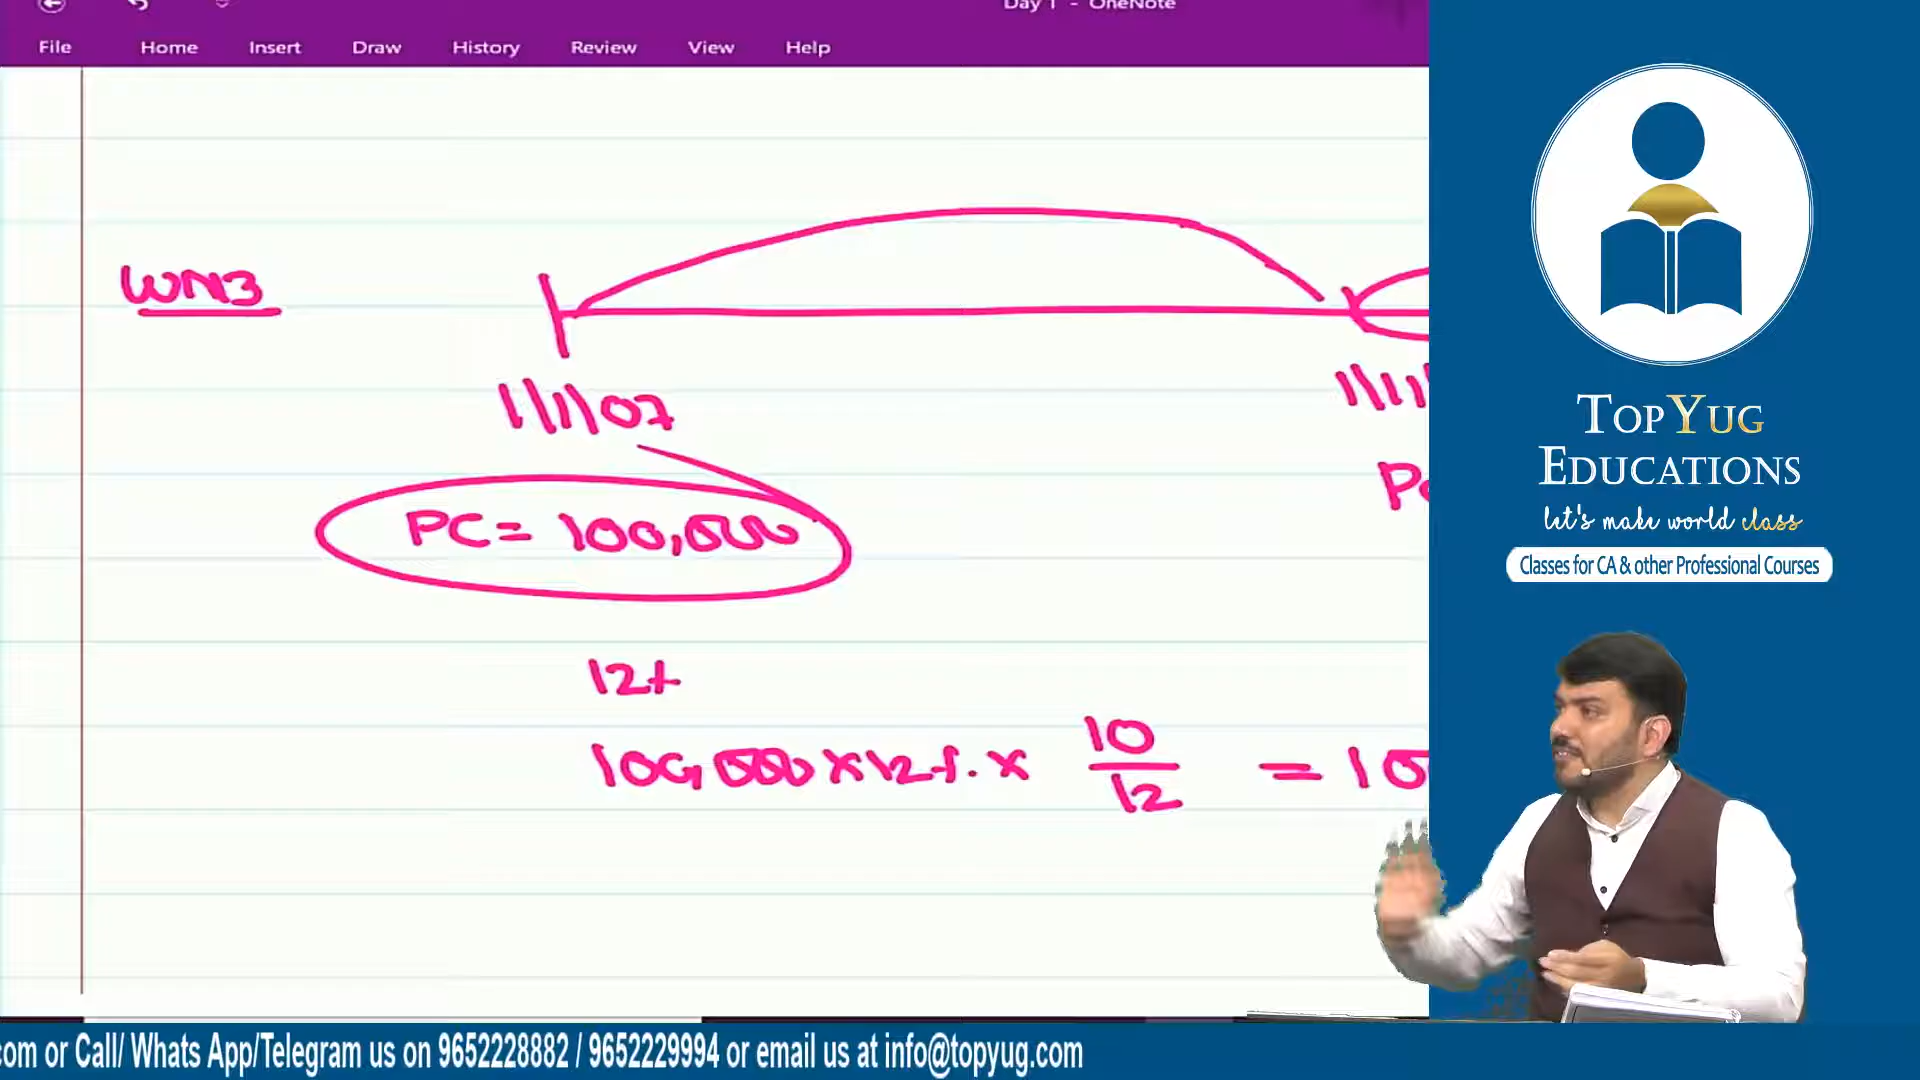 Day 1 - OneNote
File Home Insert Draw History Review View Help
WN3
1/1/07
PC = 100,000
12%
100,000 x 12% x 10/12 = 10
TOPYUG
EDUCATIONS
let's make world class
Classes for CA & other Professional Courses
com or Call/ Whats App/Telegram us on 9652228882 / 9652229994 or email us at info@topyug.com